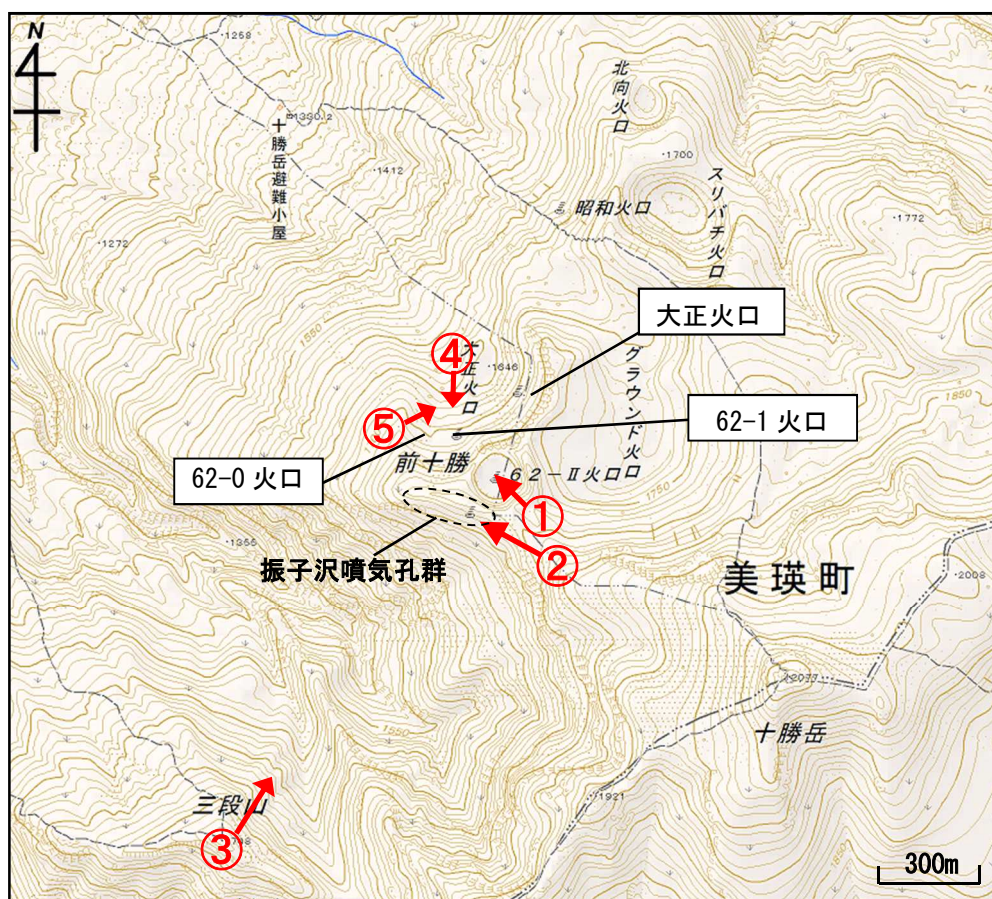 N
・1258
北向火口
1330.2
十勝岳避難小屋
・1700
・1412
スリバチ火口
昭和火口
・1772
・1272
1550
大正火口
④
大正火口
・1646
グラウンド火口
1850
62-1 火口
⑤
前十勝
６２－Ⅱ火口
62-0 火口
1750
①
・1355
振子沢噴気孔群
②
美瑛町
・2008
2077
十勝岳
1550
三段山
・1921
③
1850
300m